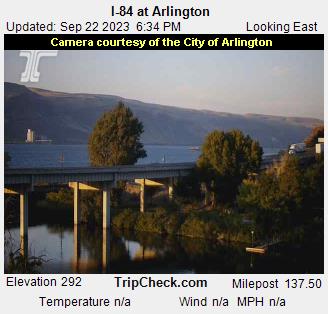 I-84 at Arlington
Updated: Sep 22 2023 6:34 PM Looking East
Camera courtesy of the City of Arlington
Elevation 292 TripCheck.com Milepost 137.50
Temperature n/a Wind n/a MPH n/a